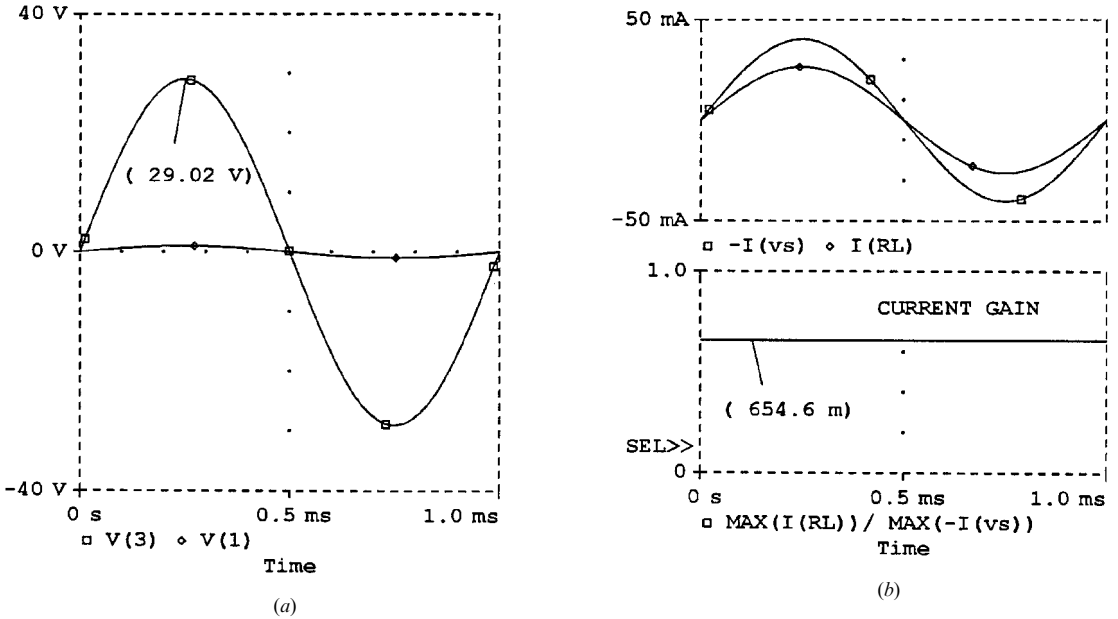 40 V
( 29.02 V)
0 V
-40 V
0 s 0.5 ms 1.0 ms
V(3) V(1)
Time
(a)
50 mA
-50 mA
-I(vs) I(RL)
1.0
CURRENT GAIN
( 654.6 m)
SEL>>
0
0 s 0.5 ms 1.0 ms
MAX(I(RL))/ MAX(-I(vs))
Time
(b)